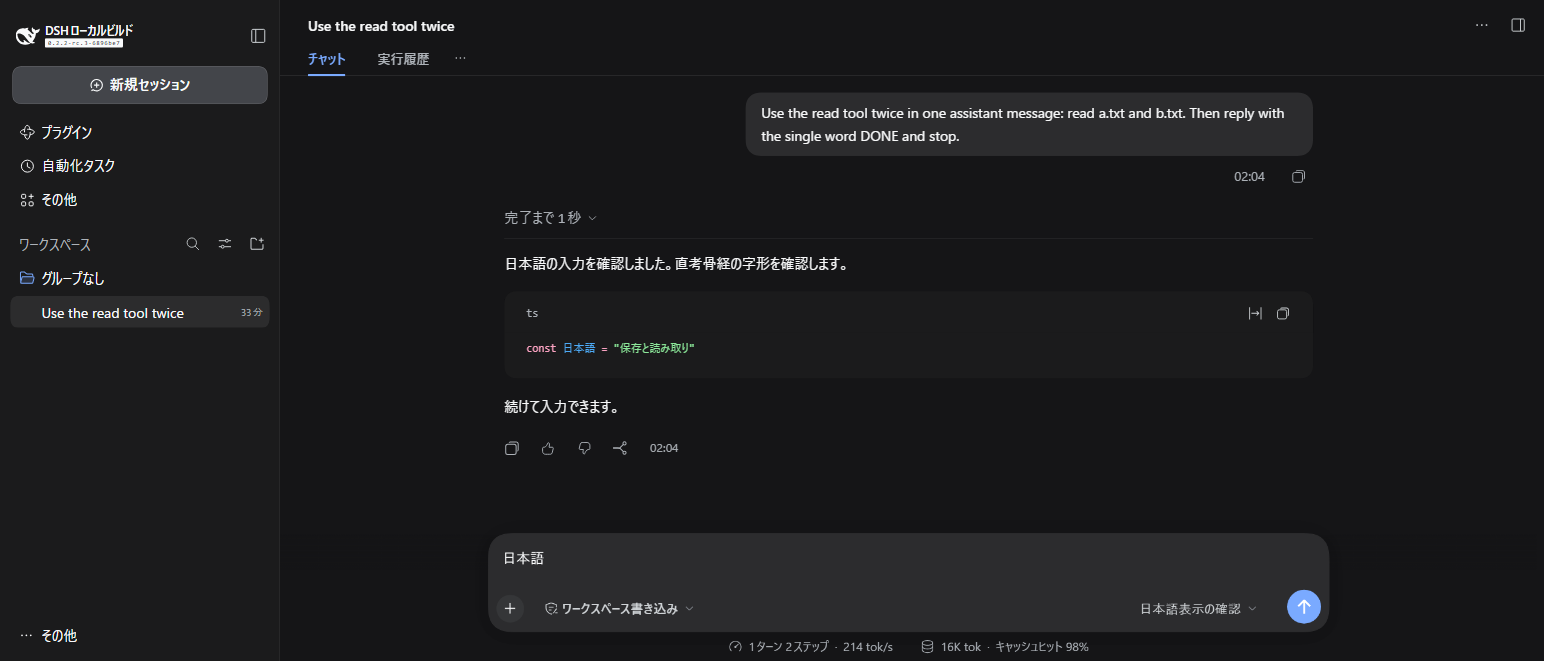 DSH ローカルビルド
0.2.2-rc.3-6896be7
新規セッション
プラグイン
自動化タスク
その他
ワークスペース
グループなし
Use the read tool twice
33 分
その他
Use the read tool twice
チャット
実行履歴
Use the read tool twice in one assistant message: read a.txt and b.txt. Then reply with
the single word DONE and stop.
02:04
完了まで 1 秒
日本語の入力を確認しました。直考骨経の字形を確認します。
ts
const 日本語 = "保存と読み取り"
続けて入力できます。
02:04
日本語
ワークスペース書き込み
日本語表示の確認
1 ターン 2 ステップ · 214 tok/s
16K tok · キャッシュヒット 98%